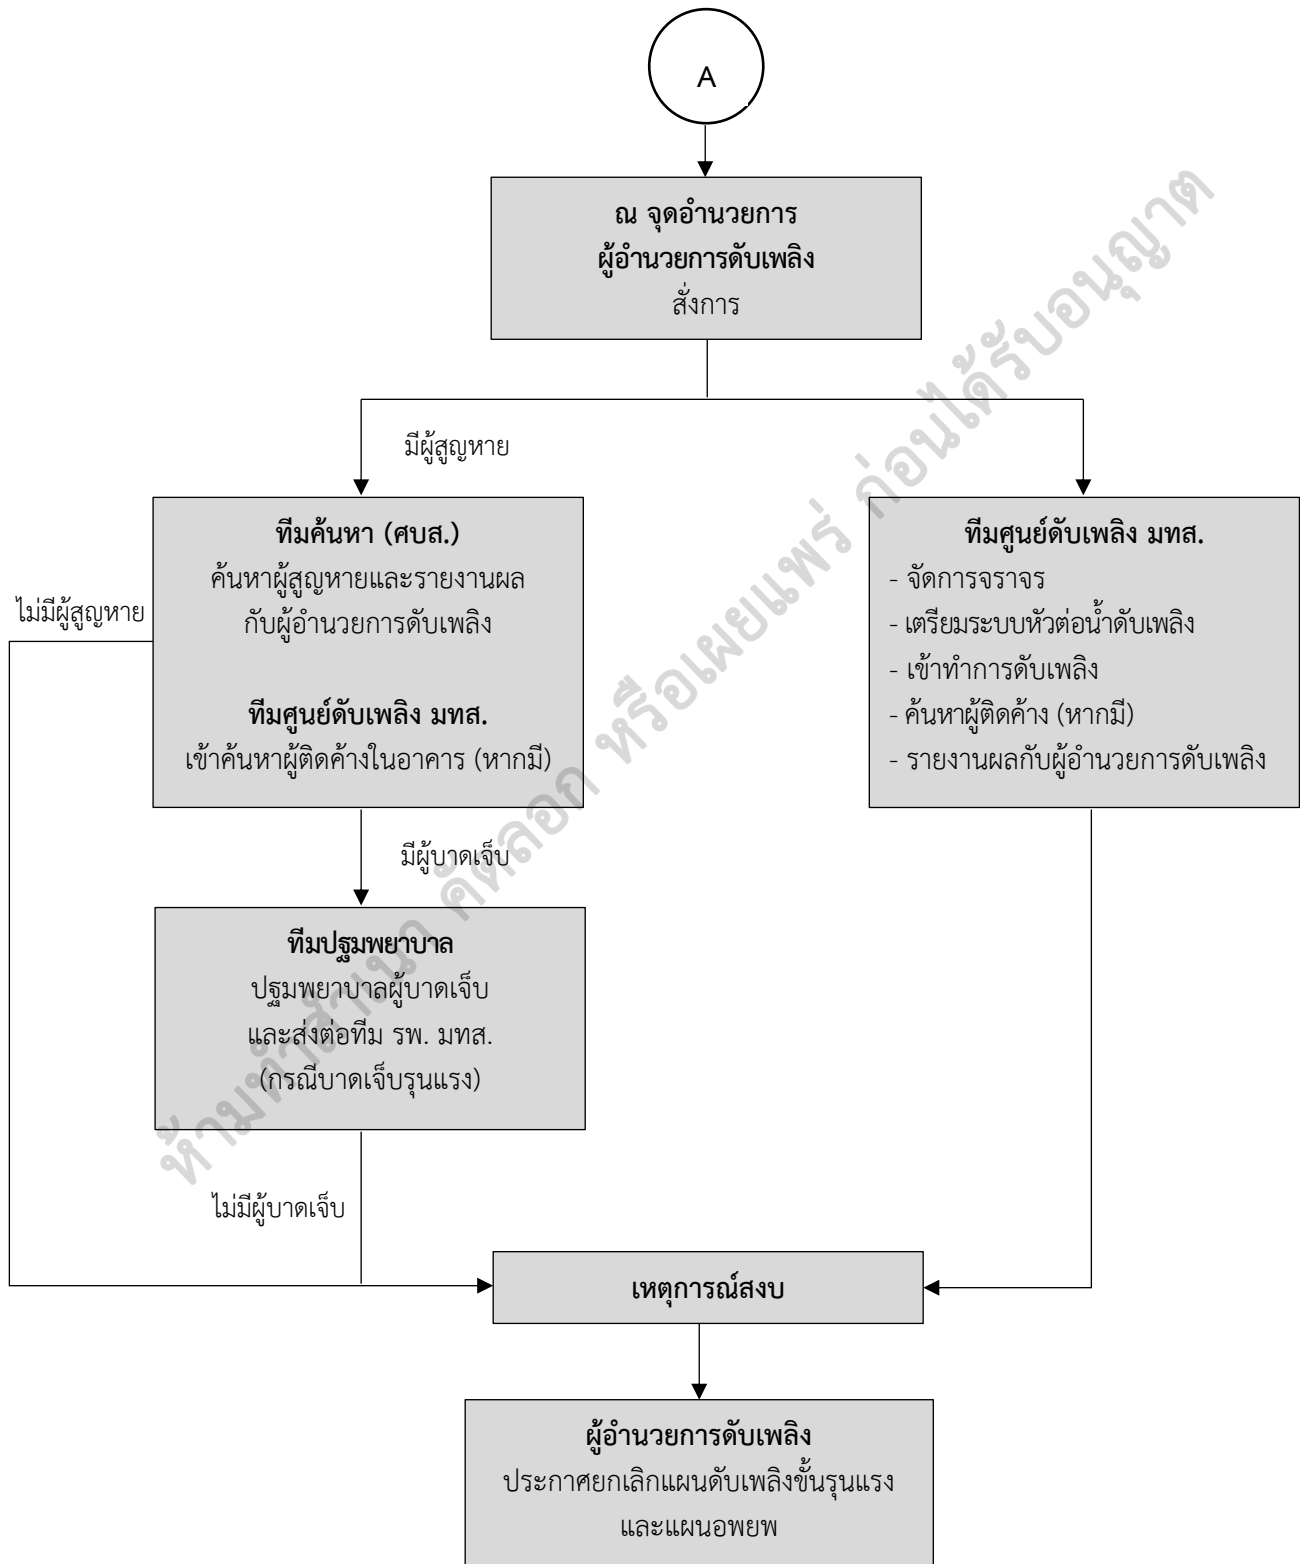 A
ณ จุดอำนวยการ
ผู้อำนวยการดับเพลิง
สั่งการ
มีผู้สูญหาย
ทีมค้นหา (ศบส.)
ค้นหาผู้สูญหายและรายงานผล
กับผู้อำนวยการดับเพลิง
ทีมศูนย์ดับเพลิง มทส.
เข้าค้นหาผู้ติดค้างในอาคาร (หากมี)
ไม่มีผู้สูญหาย
ทีมศูนย์ดับเพลิง มทส.
- จัดการจราจร
- เตรียมระบบหัวต่อน้ำดับเพลิง
- เข้าทำการดับเพลิง
- ค้นหาผู้ติดค้าง (หากมี)
- รายงานผลกับผู้อำนวยการดับเพลิง
มีผู้บาดเจ็บ
ทีมปฐมพยาบาล
ปฐมพยาบาลผู้บาดเจ็บ
และส่งต่อทีม รพ. มทส.
(กรณีบาดเจ็บรุนแรง)
ไม่มีผู้บาดเจ็บ
เหตุการณ์สงบ
ผู้อำนวยการดับเพลิง
ประกาศยกเลิกแผนดับเพลิงขั้นรุนแรง
และแผนอพยพ
ห้ามทำสำเนา คัดลอก หรือเผยแพร่ ก่อนได้รับอนุญาต